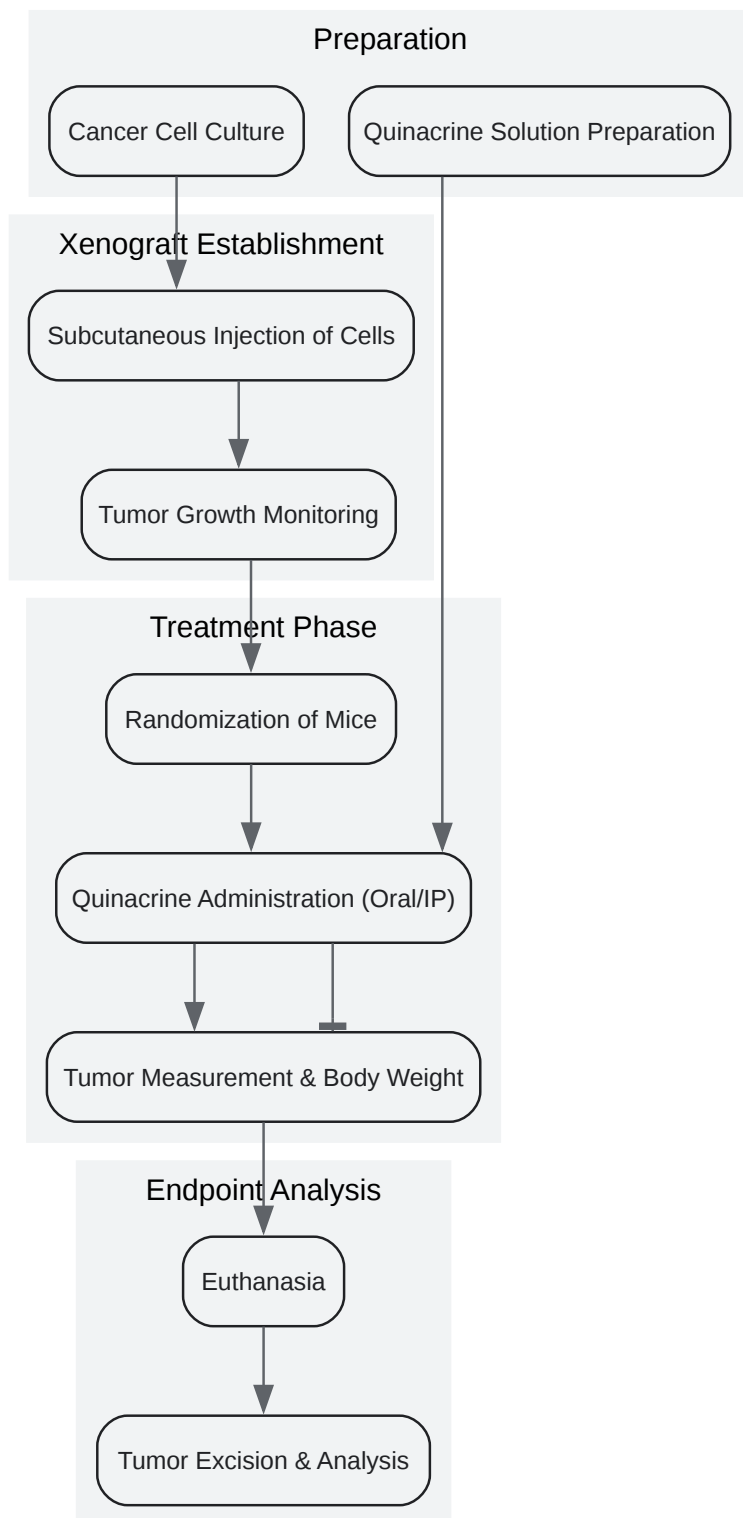 Preparation
Cancer Cell Culture
Quinacrine Solution Preparation
Xenograft Establishment
Subcutaneous Injection of Cells
Tumor Growth Monitoring
Treatment Phase
Randomization of Mice
Quinacrine Administration (Oral/IP)
Tumor Measurement & Body Weight
Endpoint Analysis
Euthanasia
Tumor Excision & Analysis